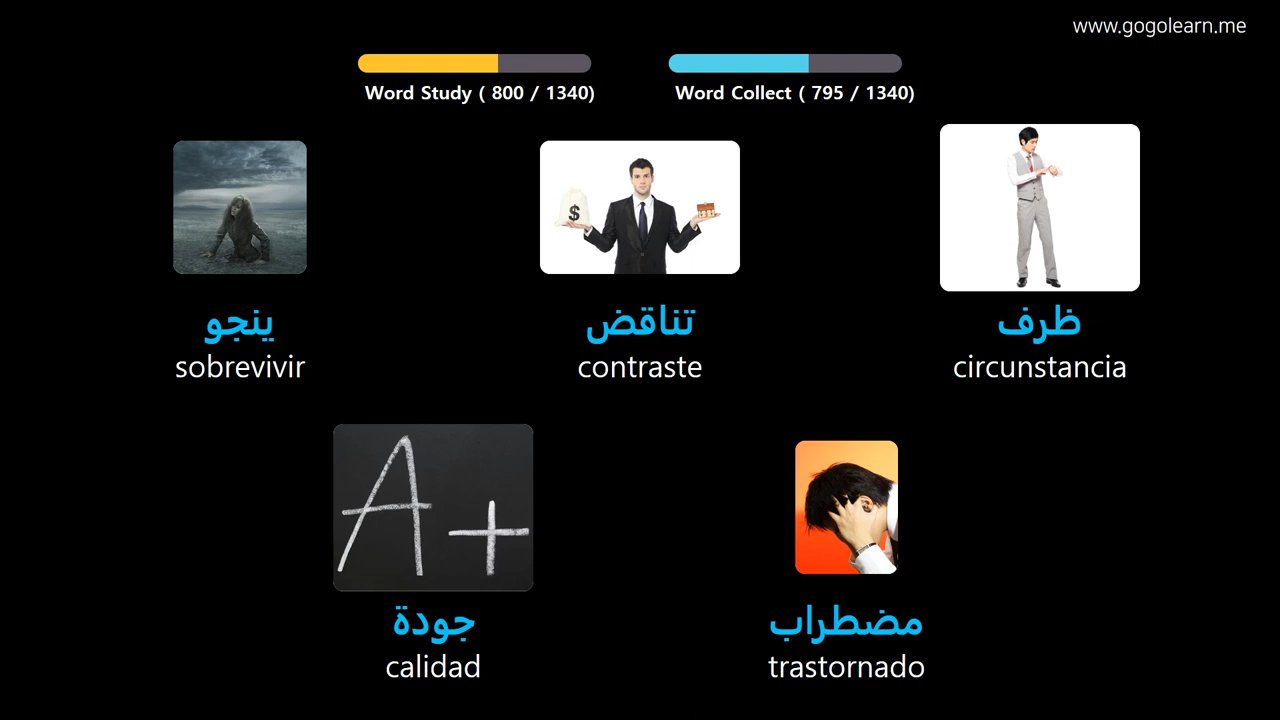 www.gogolearn.me
Word Study ( 800 / 1340)
Word Collect ( 795 / 1340)
$
ينجو
sobrevivir
تناقض
contraste
ظرف
circunstancia
A+
جودة
calidad
مضطراب
trastornado